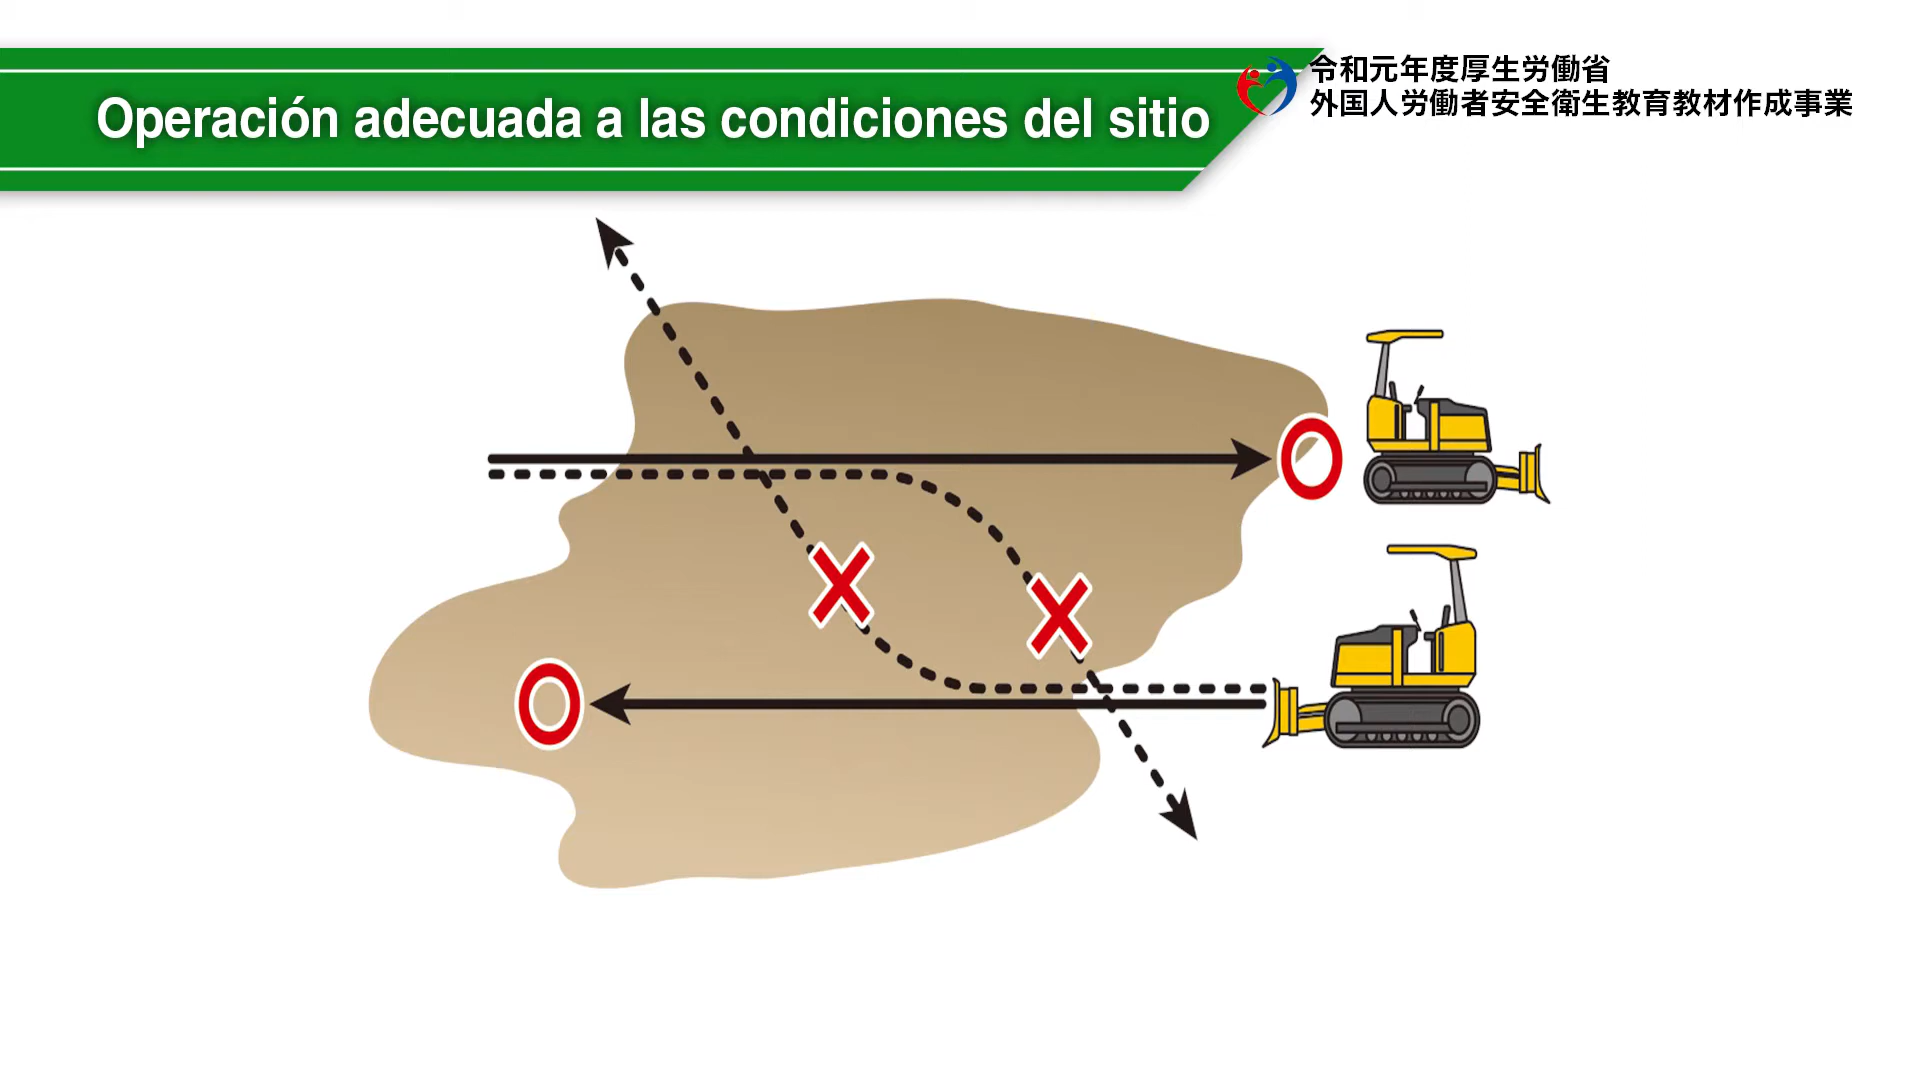 Operación adecuada a las condiciones del sitio
令和元年度厚生労働省
外国人労働者安全衛生教育教材作成事業